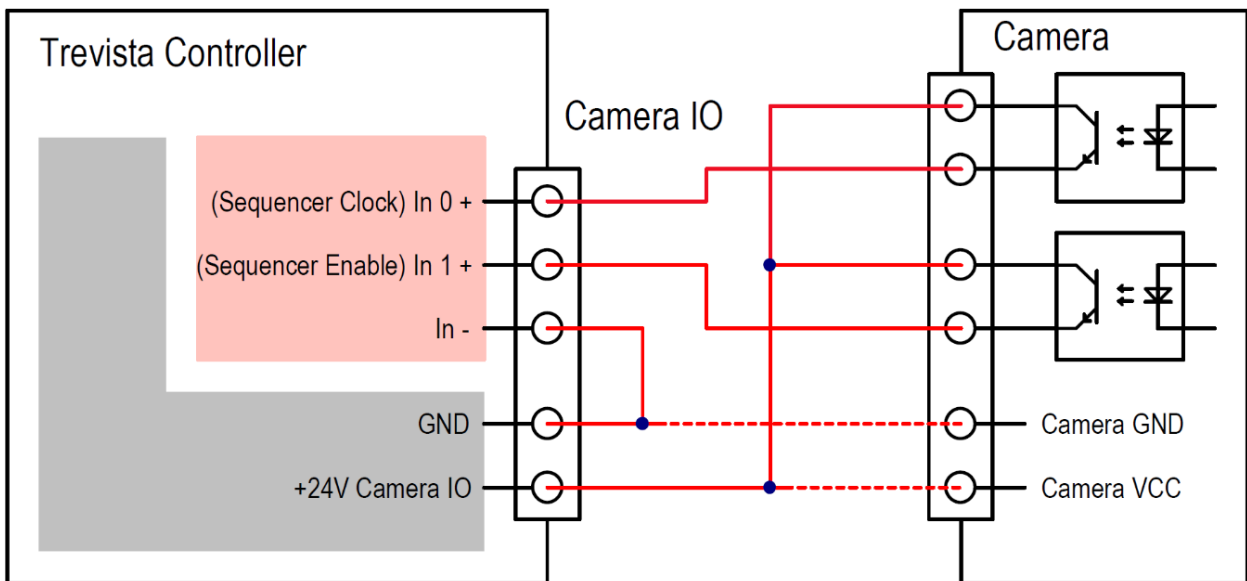 Trevista Controller
Camera IO
Camera
(Sequencer Clock) In 0 +
(Sequencer Enable) In 1 +
In -
GND
+24V Camera IO
Camera GND
Camera VCC